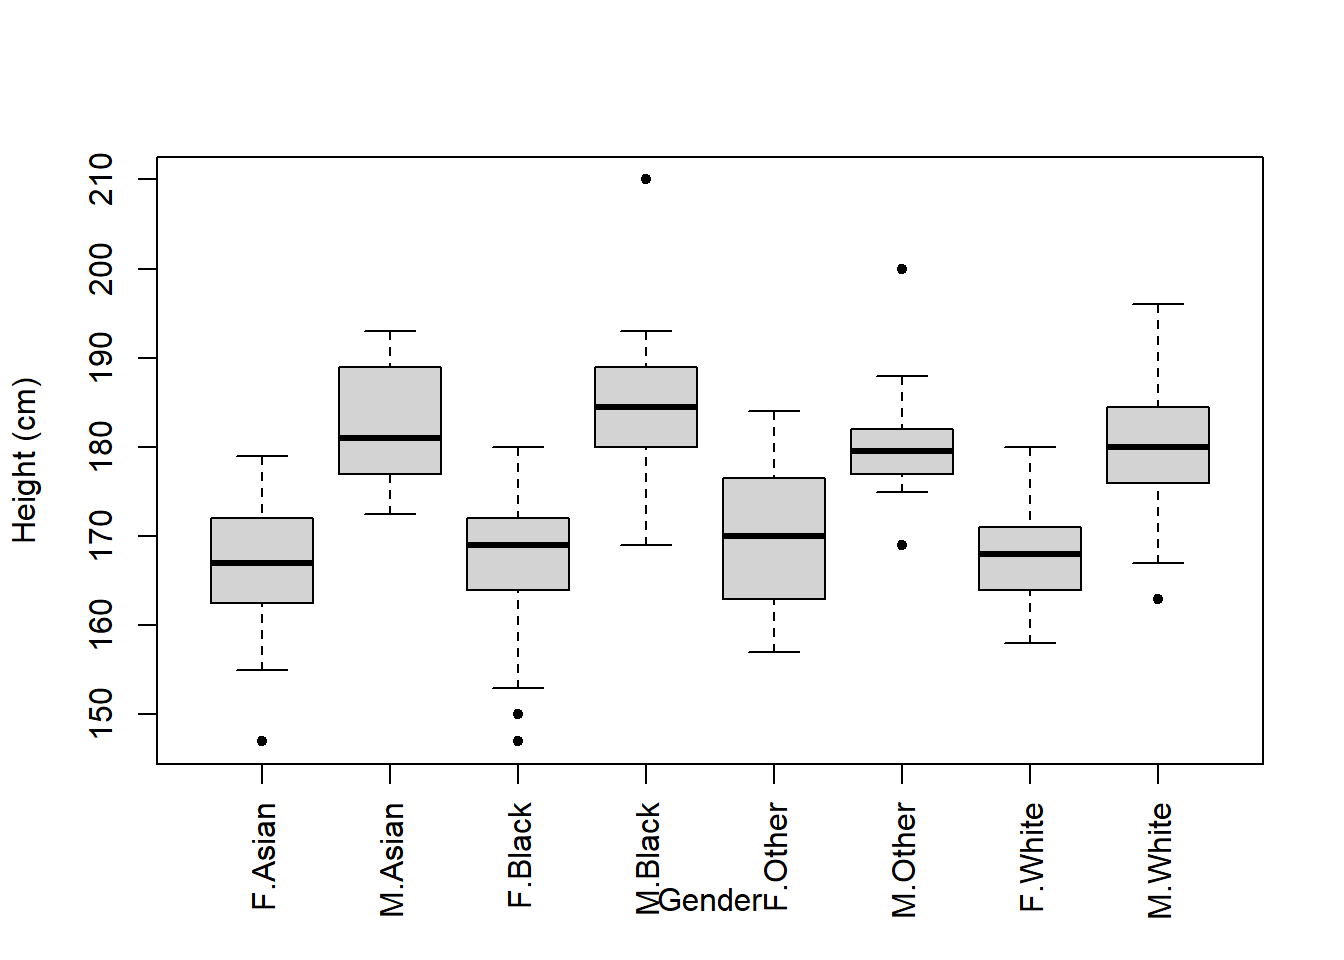 Height (cm)
210
200
190
180
170
160
150
F.Asian
M.Asian
F.Black
M.Black
F.Other
M.Other
F.White
M.White
Gender